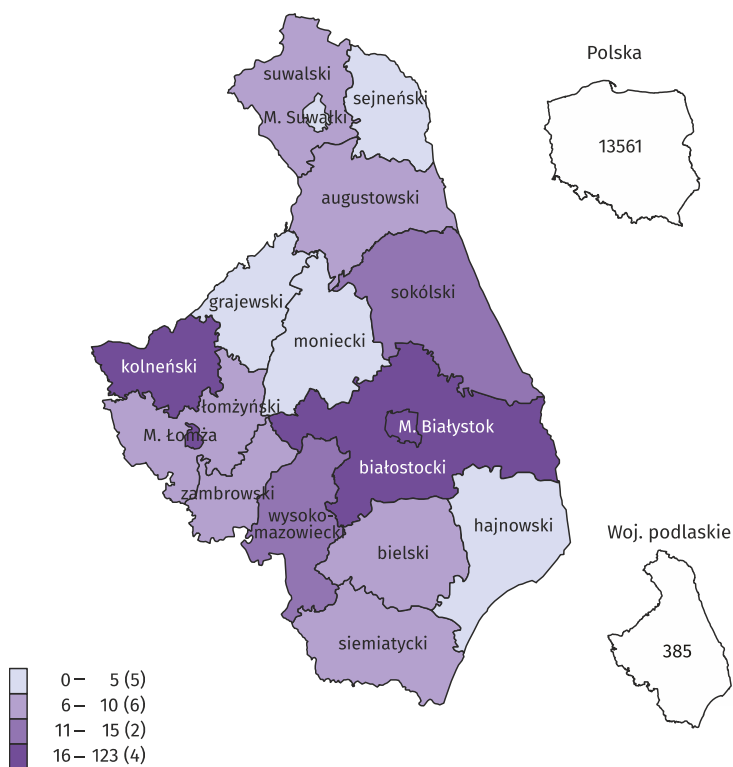 Polska
13561
suwalski
sejneński
M. Suwałki
augustowski
sokólski
grajewski
moniecki
kolneński
łomżyński
M. Łomża
M. Białystok
białostocki
zambrowski
wysoko-
mazowiecki
hajnowski
bielski
siemiatycki
Woj. podlaskie
385
0 – 5 (5)
6 – 10 (6)
11 – 15 (2)
16 – 123 (4)